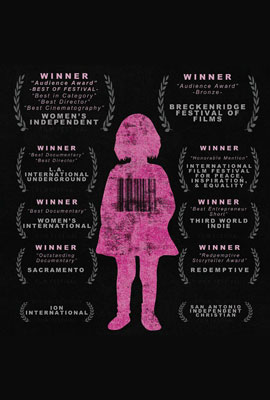 WINNER
"Audience Award"
-BEST OF FESTIVAL-
"Best in Category"
"Best Director"
"Best Cinematography"
WOMEN'S
INDEPENDENT
WINNER
"Audience Award"
-Bronze-
BRECKENRIDGE
FESTIVAL OF
FILMS
WINNER
"Best Documentary"
"Best Director"
L.A.
INTERNATIONAL
UNDERGROUND
WINNER
"Honorable Mention"
INTERNATIONAL
FILM FESTIVAL
FOR PEACE,
INSPIRATION,
& EQUALITY
WINNER
"Best Documentary"
WOMEN'S
INTERNATIONAL
WINNER
"Best Entrepreneur
Short"
THIRD WORLD
INDIE
WINNER
"Outstanding
Documentary"
SACRAMENTO
WINNER
"Redpemptive
Storyteller Award"
REDEMPTIVE
ION
INTERNATIONAL
SAN ANTONIO
INDEPENDENT
CHRISTIAN